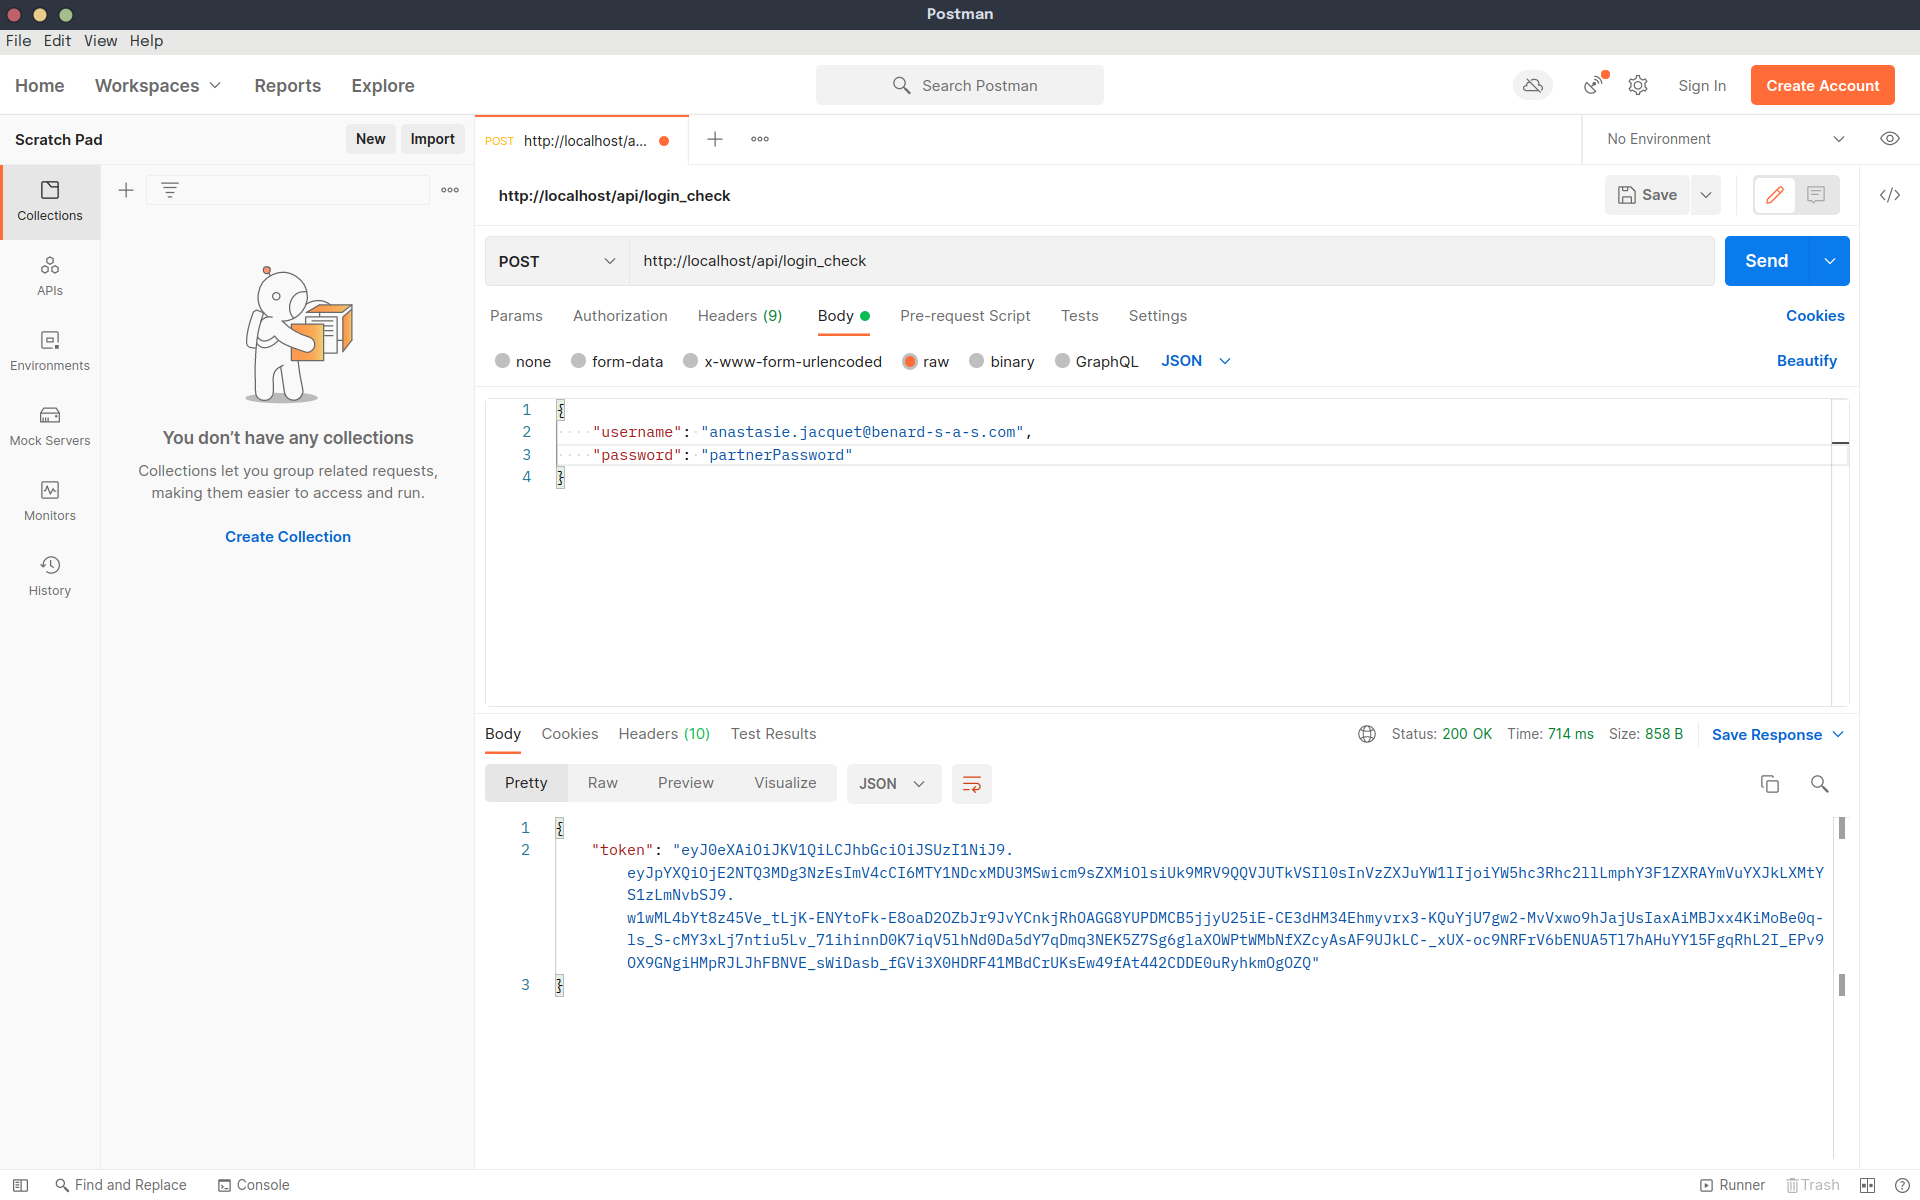 Postman
File Edit View Help
Home Workspaces Reports Explore Search Postman Sign In Create Account
Scratch Pad New Import POST http://localhost/a... No Environment
http://localhost/api/login_check Save
Collections
APIs
Environments
Mock Servers
Monitors
History
You don’t have any collections
Collections let you group related requests,
making them easier to access and run.
Create Collection
POST http://localhost/api/login_check Send
Params Authorization Headers (9) Body Pre-request Script Tests Settings Cookies
none form-data x-www-form-urlencoded raw binary GraphQL JSON Beautify
1 {
2 "username": "anastasie.jacquet@benard-s-a-s.com",
3 "password": "partnerPassword"
4 }
Body Cookies Headers (10) Test Results Status: 200 OK Time: 714 ms Size: 858 B Save Response
Pretty Raw Preview Visualize JSON
1 {
2 "token": "eyJ0eXAiOiJKV1QiLCJhbGciOiJSUzI1NiJ9.
eyJpYXQiOjE2NTQ3MDg3NzEsImV4cCI6MTY1NDcxMDU3MSwicm9sZXMiOlsiUk9MRV9QQVJUTkVSIl0sInVzZXJuYW1lIjoiYW5hc3Rhc2llLmphY3F1ZXRAYmVuYXJkLXMtY
S1zLmNvbSJ9.
w1wML4bYt8z45Ve_tLjK-ENYtoFk-E8oaD2OZbJr9JvYCnkjRhOAGG8YUPDMCB5jjyU25iE-CE3dHM34Ehmyvrx3-KQuYjU7gw2-MvVxwo9hJajUsIaxAiMBJxx4KiMoBe0q-
ls_S-cMY3xLj7ntiu5Lv_71ihinnD0K7iqV5lhNd0Da5dY7qDmq3NEK5Z7Sg6glaXOWPtWMbNfXZcyAsAF9UJkLC-_xUX-oc9NRFrV6bENUA5Tl7hAHuYY15FgqRhL2I_EPv9
OX9GNgiHMpRJLJhFBNVE_sWiDasb_fGVi3X0HDRF41MBdCrUKsEw49fAt442CDDE0uRyhkmOgOZQ"
3 }
Find and Replace Console Runner Trash